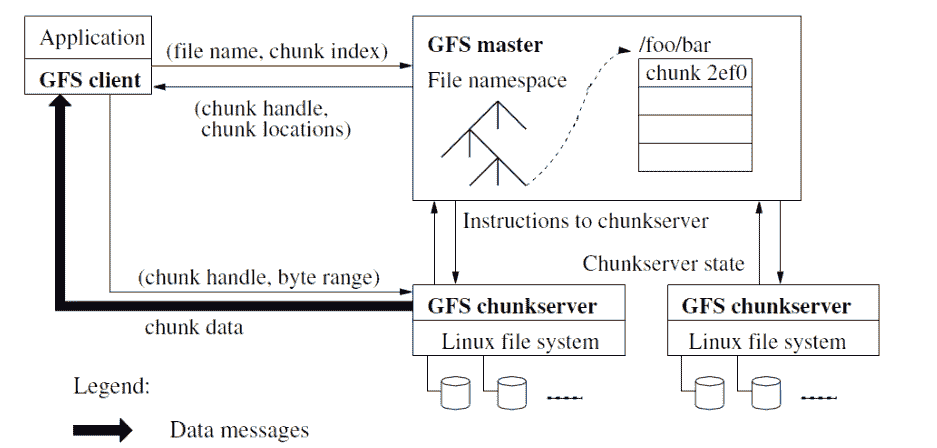 Application
GFS client
(file name, chunk index)
(chunk handle,
chunk locations)
GFS master
File namespace
/foo/bar
chunk 2ef0
Instructions to chunkserver
Chunkserver state
(chunk handle, byte range)
chunk data
GFS chunkserver
Linux file system
GFS chunkserver
Linux file system
Legend:
Data messages